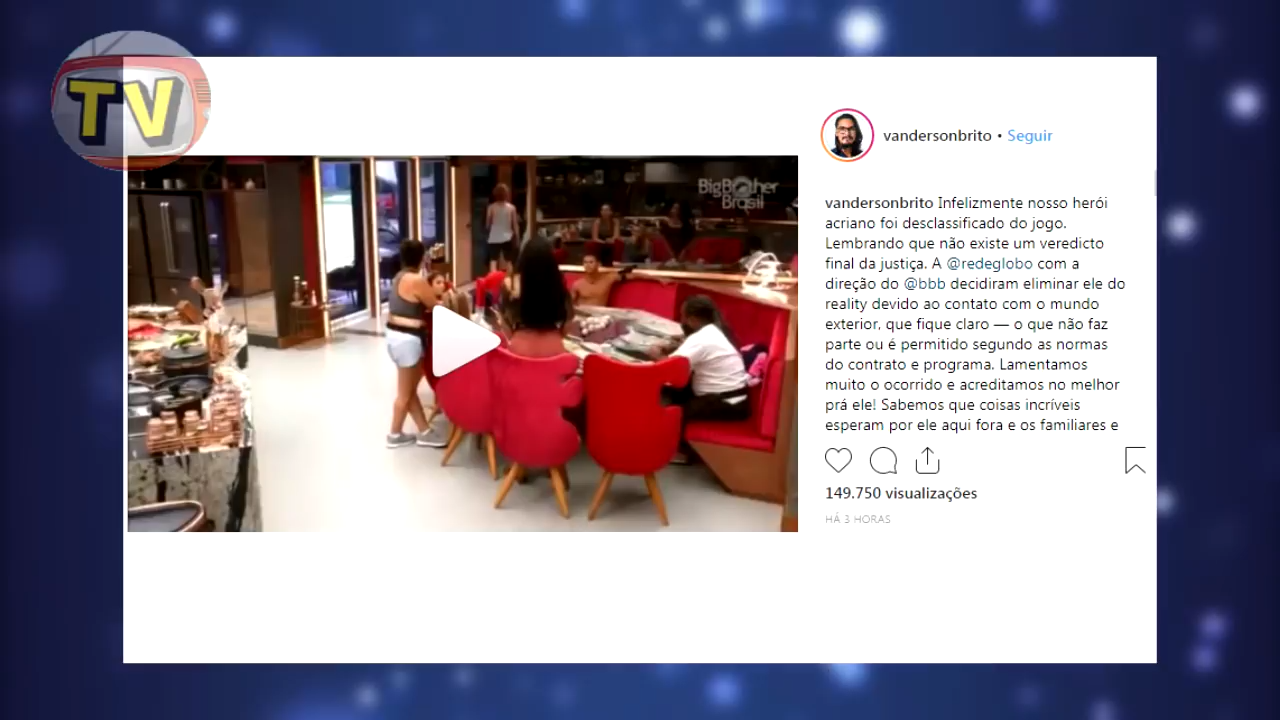 TV
BigBrother
Brasil
vandersonbrito • Seguir
vandersonbrito Infelizmente nosso herói
acriano foi desclassificado do jogo.
Lembrando que não existe um veredicto
final da justiça. A @redeglobo com a
direção do @bbb decidiram eliminar ele do
reality devido ao contato com o mundo
exterior, que fique claro — o que não faz
parte ou é permitido segundo as normas
do contrato e programa. Lamentamos
muito o ocorrido e acreditamos no melhor
prá ele! Sabemos que coisas incríveis
esperam por ele aqui fora e os familiares e
149.750 visualizações
HÁ 3 HORAS